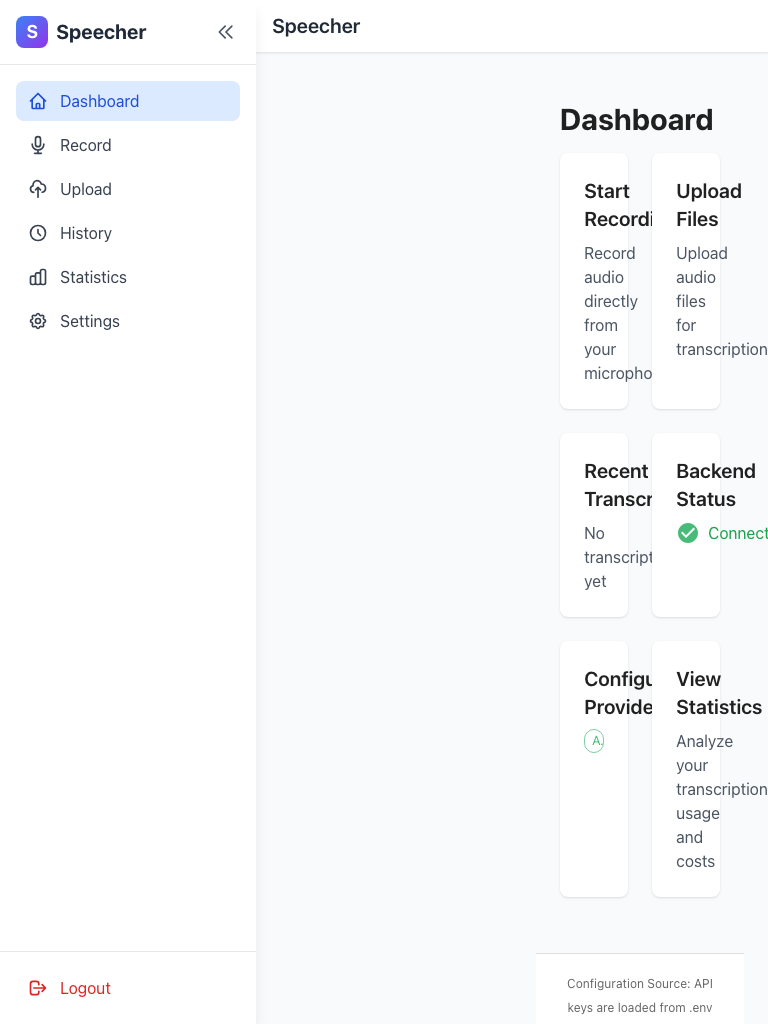 S Speecher
Dashboard
Record
Upload
History
Statistics
Settings
Logout
Speecher
Dashboard
Start
Recordi
Record
audio
directly
from
your
micropho
Upload
Files
Upload
audio
files
for
transcription
Recent
Transcr
No
transcript
yet
Backend
Status
Connect
Configu
Provide
A.
View
Statistics
Analyze
your
transcription
usage
and
costs
Configuration Source: API
keys are loaded from .env